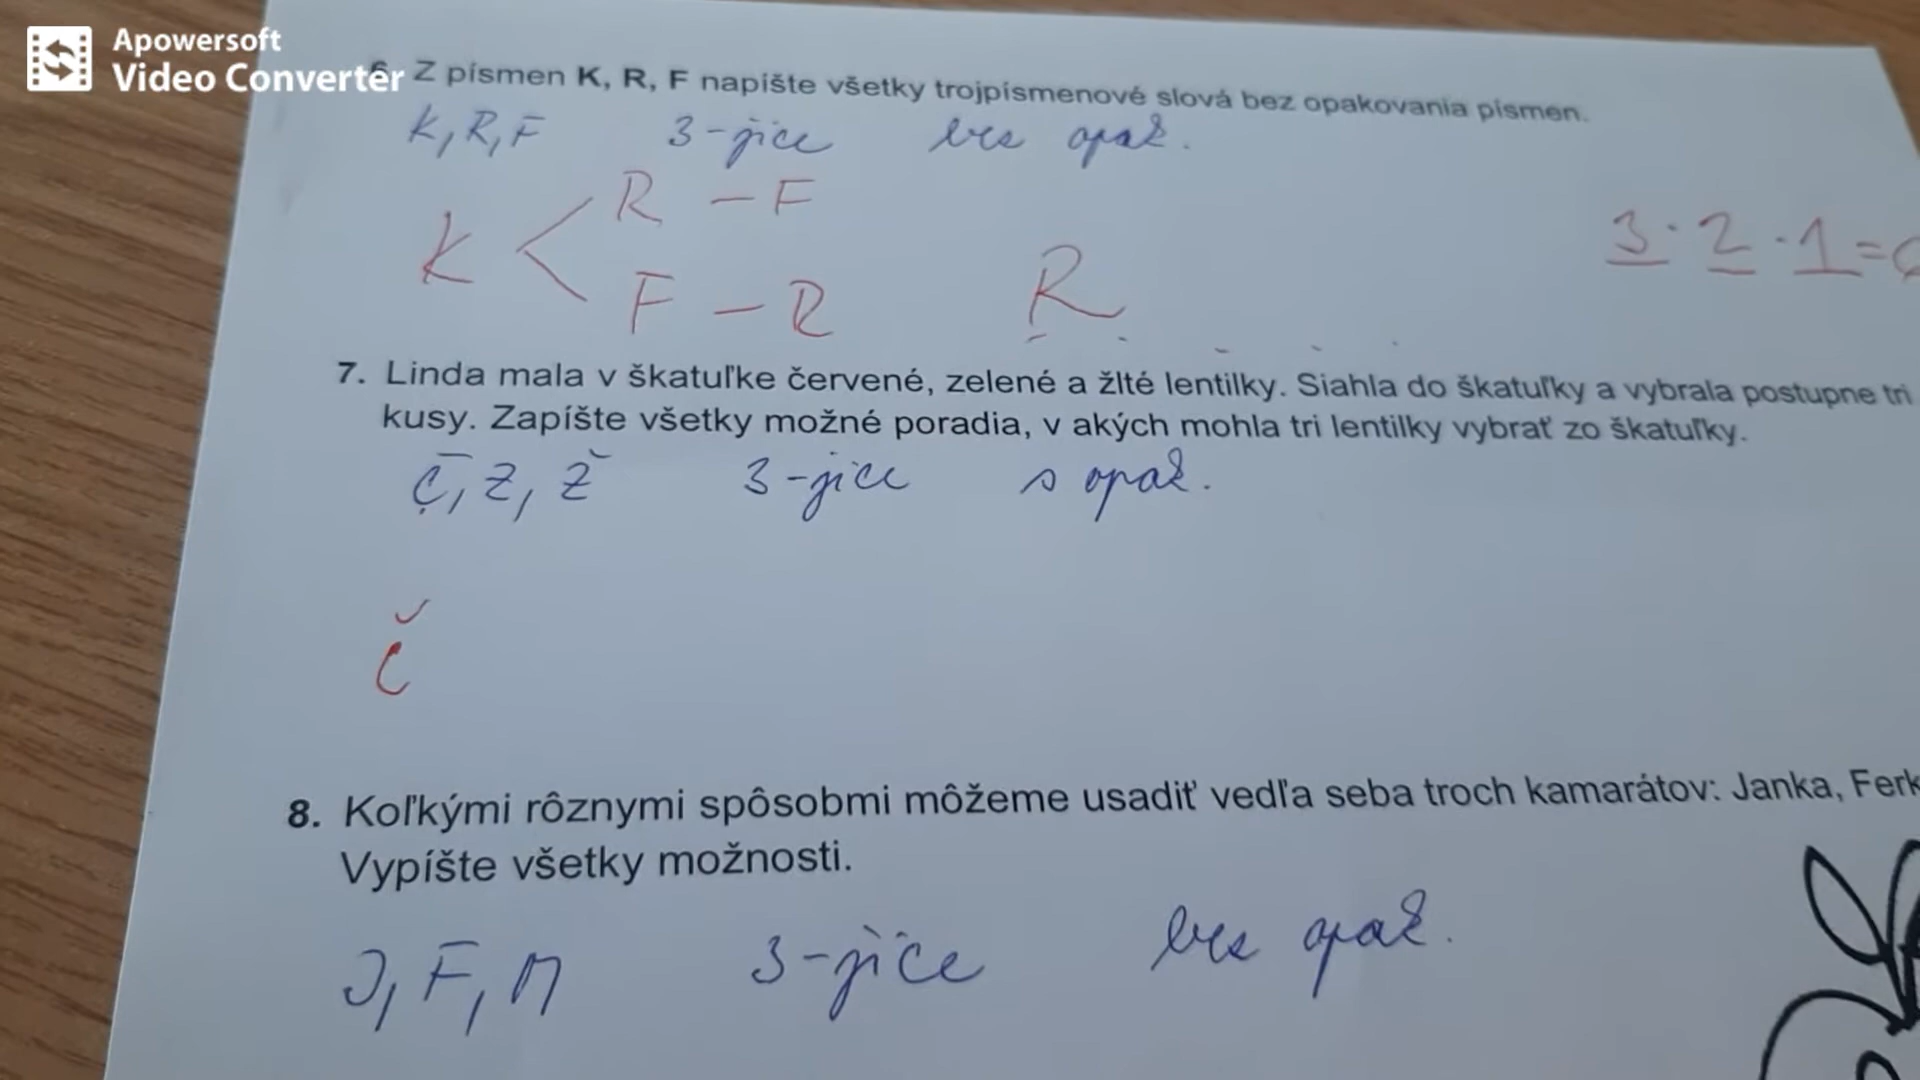 Apowersoft
Video Converter
6. Z písmen K, R, F napíšte všetky trojpísmenové slová bez opakovania písmen.
K, R, F 3-jice bez opak.
K < R - F
F - R
R
3 · 2 · 1 =
7. Linda mala v škatuľke červené, zelené a žlté lentilky. Siahla do škatuľky a vybrala postupne tri
kusy. Zapíšte všetky možné poradia, v akých mohla tri lentilky vybrať zo škatuľky.
Č, Z, Ž 3-jice s opak.
Č
8. Koľkými rôznymi spôsobmi môžeme usadiť vedľa seba troch kamarátov: Janka, Ferk
Vypíšte všetky možnosti.
J, F, M 3-jice bez opak.